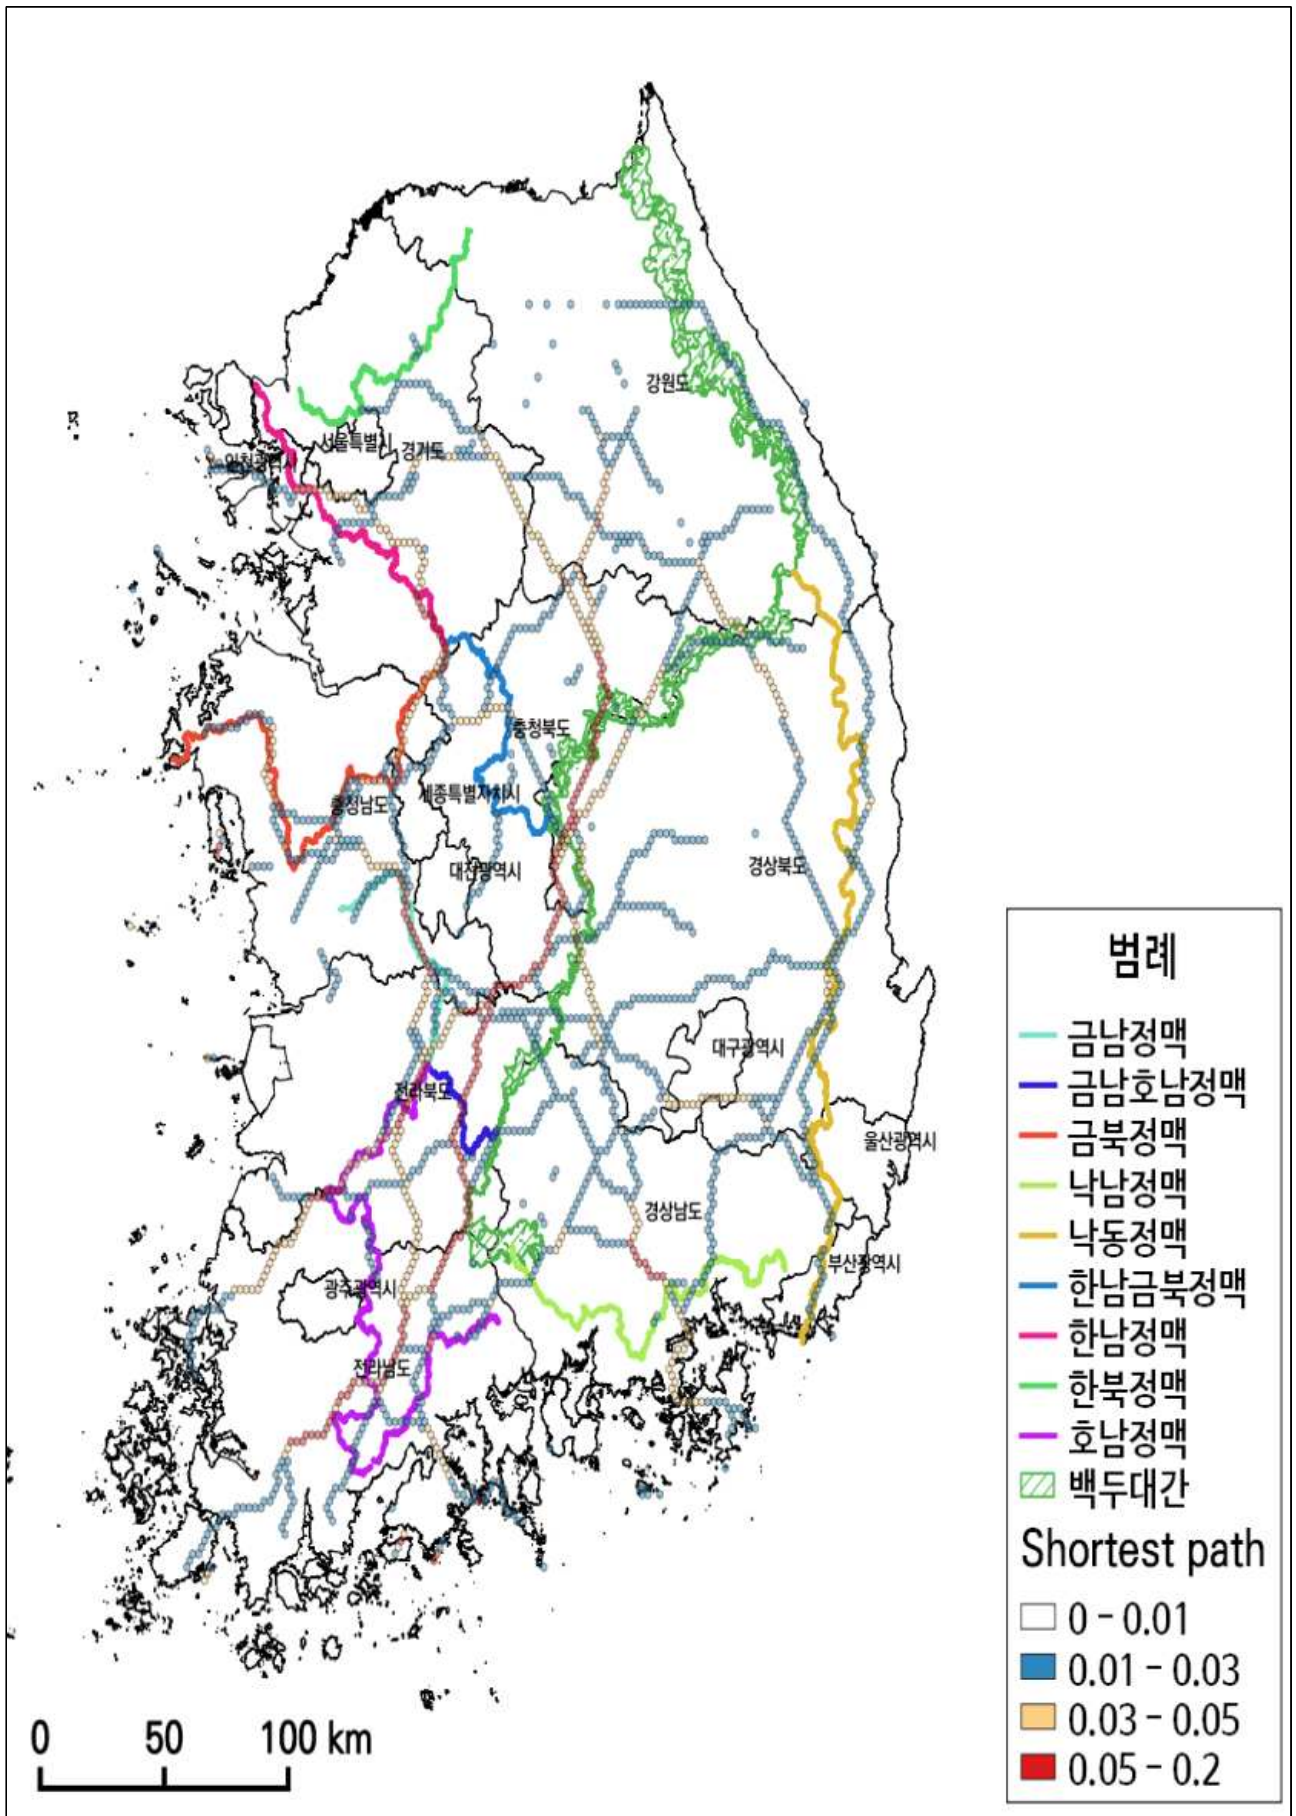 강원도
서울특별시
경기도
인천광역시
충청북도
세종특별자치시
충청남도
경상북도
대전광역시
대구광역시
전라북도
울산광역시
경상남도
부산광역시
광주광역시
전라남도
범례
금남정맥
금남호남정맥
금북정맥
낙남정맥
낙동정맥
한남금북정맥
한남정맥
한북정맥
호남정맥
백두대간
Shortest path
0 - 0.01
0.01 - 0.03
0.03 - 0.05
0.05 - 0.2
0 50 100 km